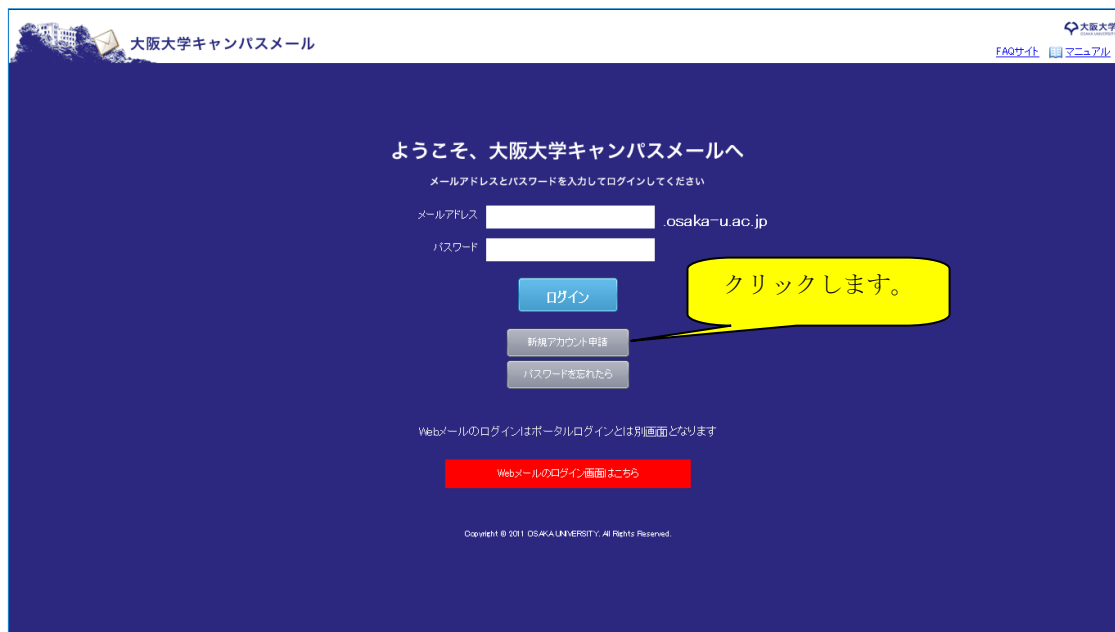 大阪大学キャンパスメール
大阪大学
OSAKA UNIVERSITY
FAQサイト マニュアル
ようこそ、大阪大学キャンパスメールへ
メールアドレスとパスワードを入力してログインしてください
メールアドレス .osaka-u.ac.jp
パスワード
ログイン
クリックします。
新規アカウント申請
パスワードを忘れたら
Webメールのログインはポータルログインとは別画面となります
Webメールのログイン画面はこちら
Copyright © 2011 OSAKA UNIVERSITY. All Rights Reserved.